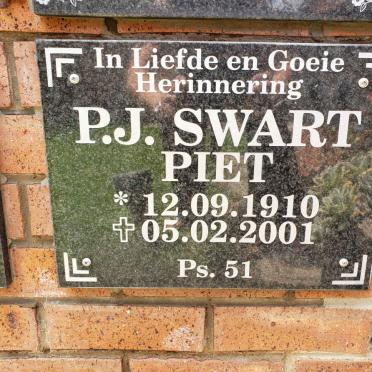 In Liefde en Goeie
Herinnering
P.J. SWART
PIET
* 12.09.1910
✝ 05.02.2001
Ps. 51